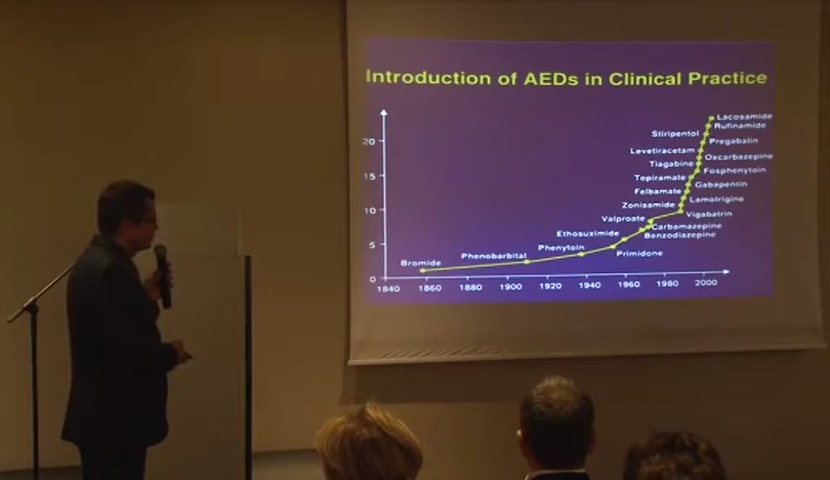 Introduction of AEDs in Clinical Practice
Lacosamide
Rufinamide
Stiripentol
Pregabalin
Levetiracetam
Oxcarbazepine
Tiagabine
Fosphenytoin
Topiramate
Gabapentin
Felbamate
Lamotrigine
Zonisamide
Vigabatrin
Valproate
Carbamazepine
Ethosuximide
Benzodiazepine
Phenytoin
Primidone
Phenobarbital
Bromide
20
15
10
5
0
1840 1860 1880 1900 1920 1940 1960 1980 2000